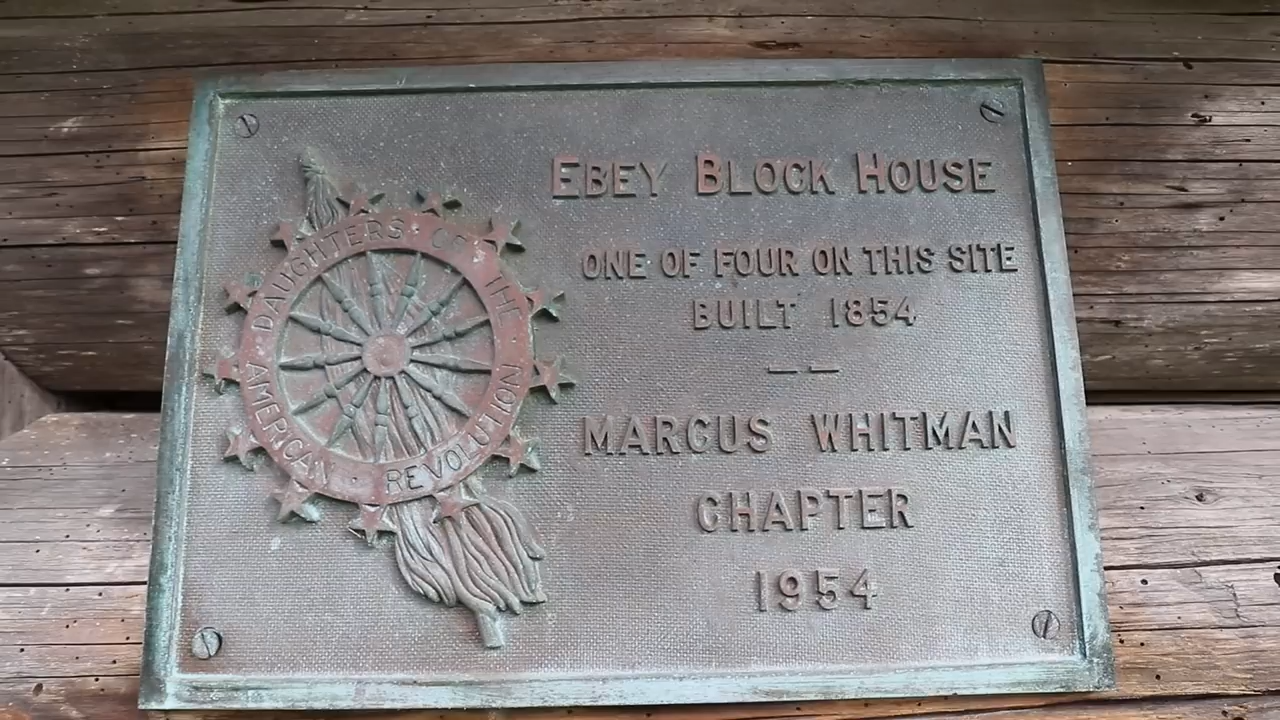 DAUGHTERS · OF · THE ·
AMERICAN · REVOLUTION
EBEY BLOCK HOUSE
ONE OF FOUR ON THIS SITE
BUILT 1854
— —
MARCUS WHITMAN
CHAPTER
1954